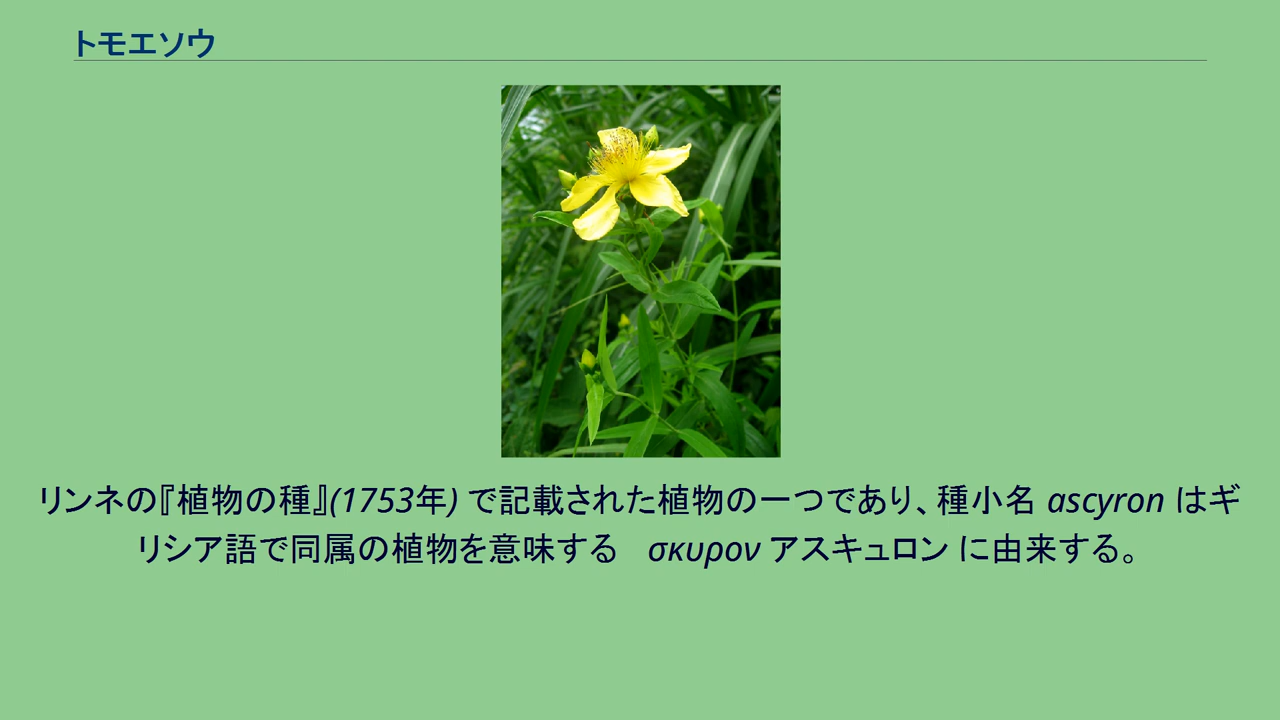 トモエソウ
リンネの『植物の種』(1753年) で記載された植物の一つであり、種小名 ascyron はギ
リシア語で同属の植物を意味する　σκυρον アスキュロン に由来する。